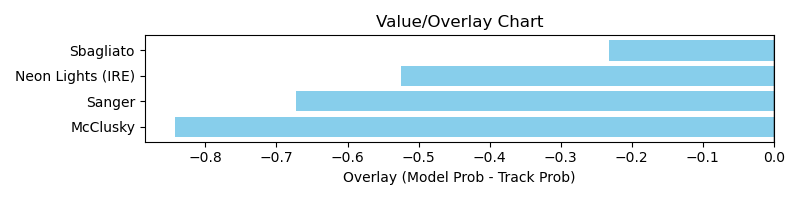 Value/Overlay Chart
Sbagliato
Neon Lights (IRE)
Sanger
McClusky
−0.8 −0.7 −0.6 −0.5 −0.4 −0.3 −0.2 −0.1 0.0
Overlay (Model Prob - Track Prob)